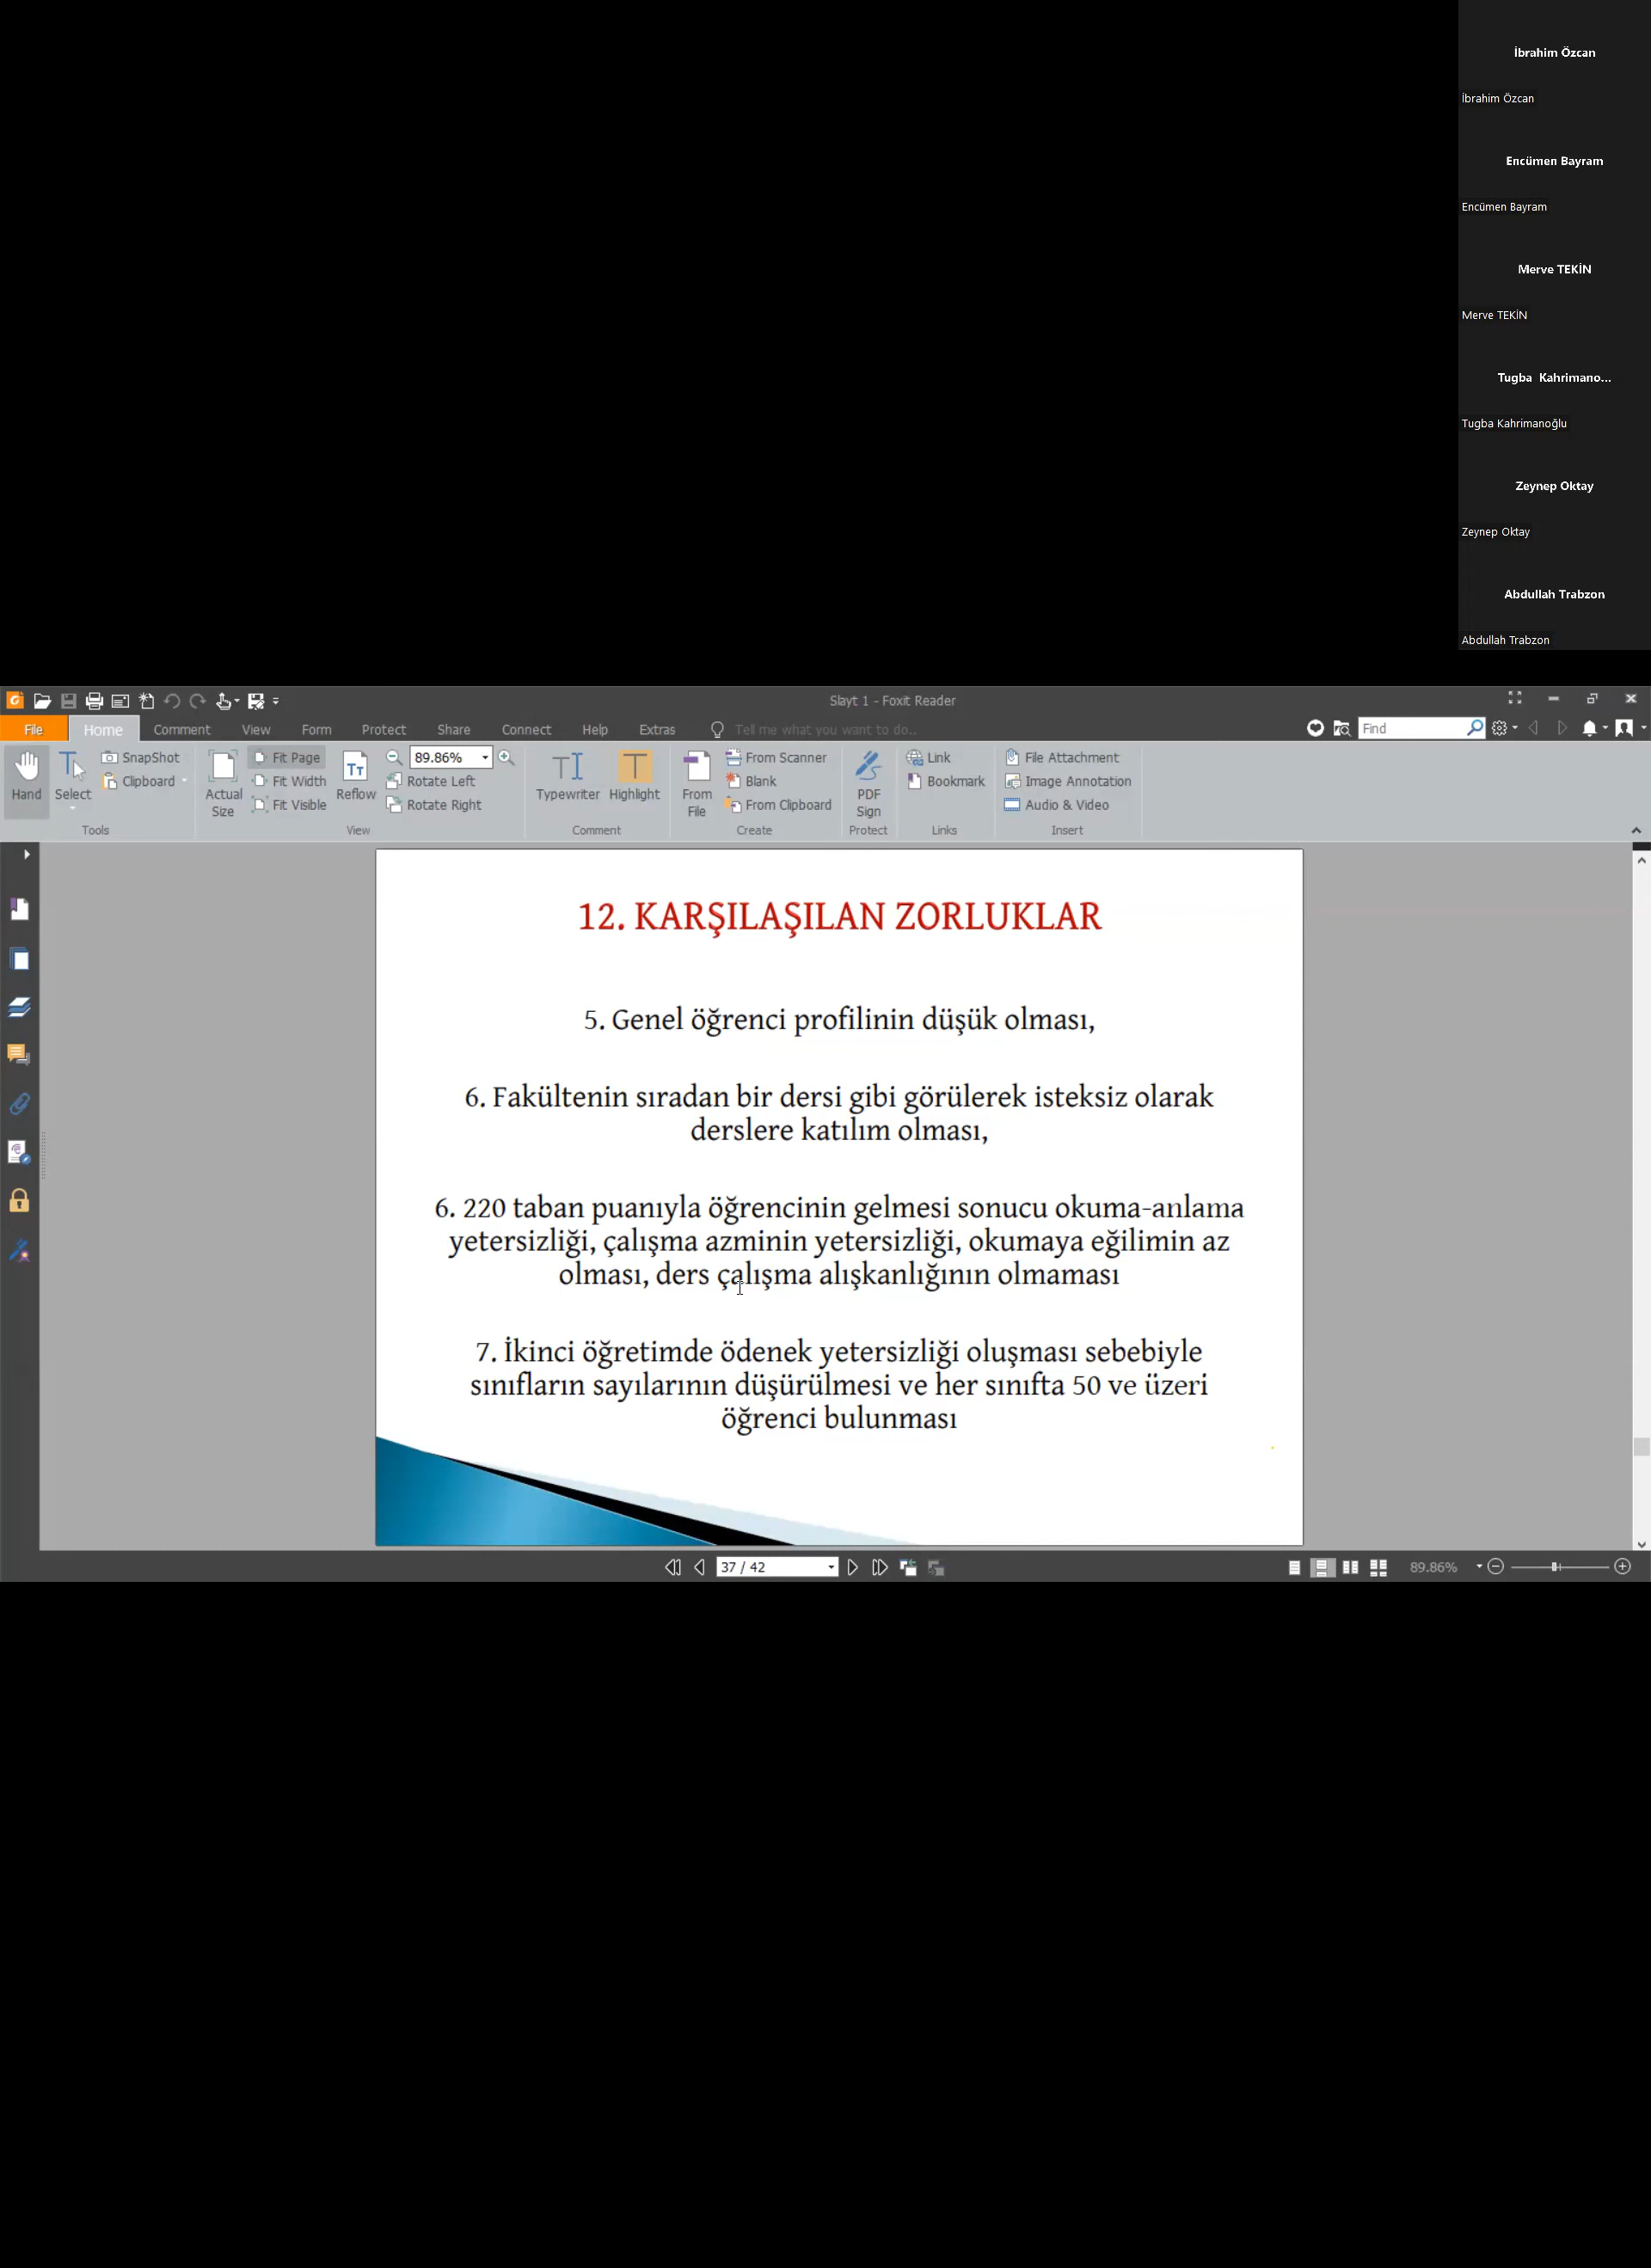 İbrahim Özcan
İbrahim Özcan
Encümen Bayram
Encümen Bayram
Merve TEKİN
Merve TEKİN
Tugba Kahrimano...
Tugba Kahrimanoğlu
Zeynep Oktay
Zeynep Oktay
Abdullah Trabzon
Abdullah Trabzon
Slayt 1 - Foxit Reader
File Home Comment View Form Protect Share Connect Help Extras Tell me what you want to do.. Find
Hand
Select
SnapShot
Clipboard
Tools
Actual Size
Fit Page
Fit Width
Fit Visible
Reflow
89.86%
Rotate Left
Rotate Right
View
Typewriter
Highlight
Comment
From File
From Scanner
Blank
From Clipboard
Create
PDF Sign
Protect
Link
Bookmark
Links
File Attachment
Image Annotation
Audio & Video
Insert
12. KARŞILAŞILAN ZORLUKLAR
5. Genel öğrenci profilinin düşük olması,
6. Fakültenin sıradan bir dersi gibi görülerek isteksiz olarak
derslere katılım olması,
6. 220 taban puanıyla öğrencinin gelmesi sonucu okuma-anlama
yetersizliği, çalışma azminin yetersizliği, okumaya eğilimin az
olması, ders çalışma alışkanlığının olmaması
7. İkinci öğretimde ödenek yetersizliği oluşması sebebiyle
sınıfların sayılarının düşürülmesi ve her sınıfta 50 ve üzeri
öğrenci bulunması
37 / 42
89.86%